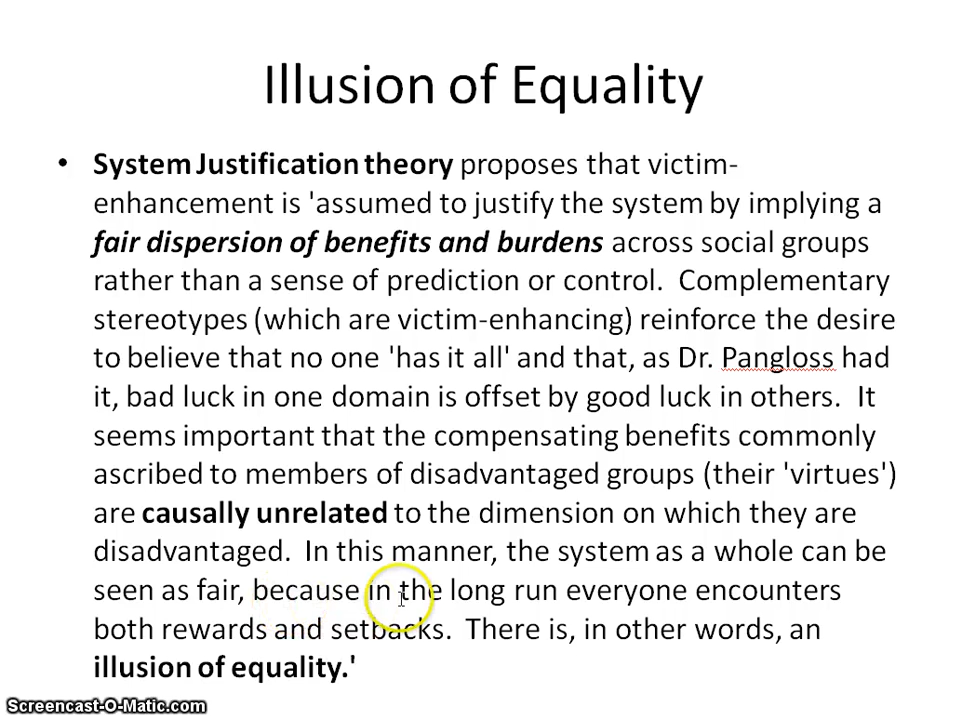 Illusion of Equality
• System Justification theory proposes that victim-
enhancement is 'assumed to justify the system by implying a
fair dispersion of benefits and burdens across social groups
rather than a sense of prediction or control.  Complementary
stereotypes (which are victim-enhancing) reinforce the desire
to believe that no one 'has it all' and that, as Dr. Pangloss had
it, bad luck in one domain is offset by good luck in others.  It
seems important that the compensating benefits commonly
ascribed to members of disadvantaged groups (their 'virtues')
are causally unrelated to the dimension on which they are
disadvantaged.  In this manner, the system as a whole can be
seen as fair, because in the long run everyone encounters
both rewards and setbacks.  There is, in other words, an
illusion of equality.'
Screencast-O-Matic.com